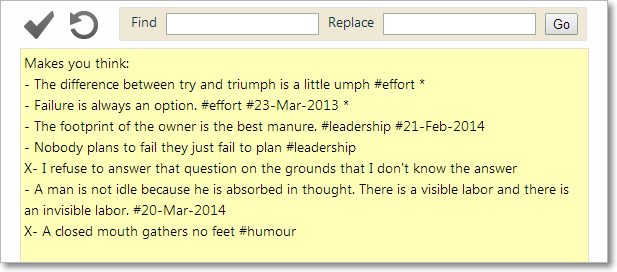 Find Replace Go
Makes you think:
- The difference between try and triumph is a little umph #effort *
- Failure is always an option. #effort #23-Mar-2013 *
- The footprint of the owner is the best manure. #leadership #21-Feb-2014
- Nobody plans to fail they just fail to plan #leadership
X- I refuse to answer that question on the grounds that I don't know the answer
- A man is not idle because he is absorbed in thought. There is a visible labor and there is
an invisible labor. #20-Mar-2014
X- A closed mouth gathers no feet #humour